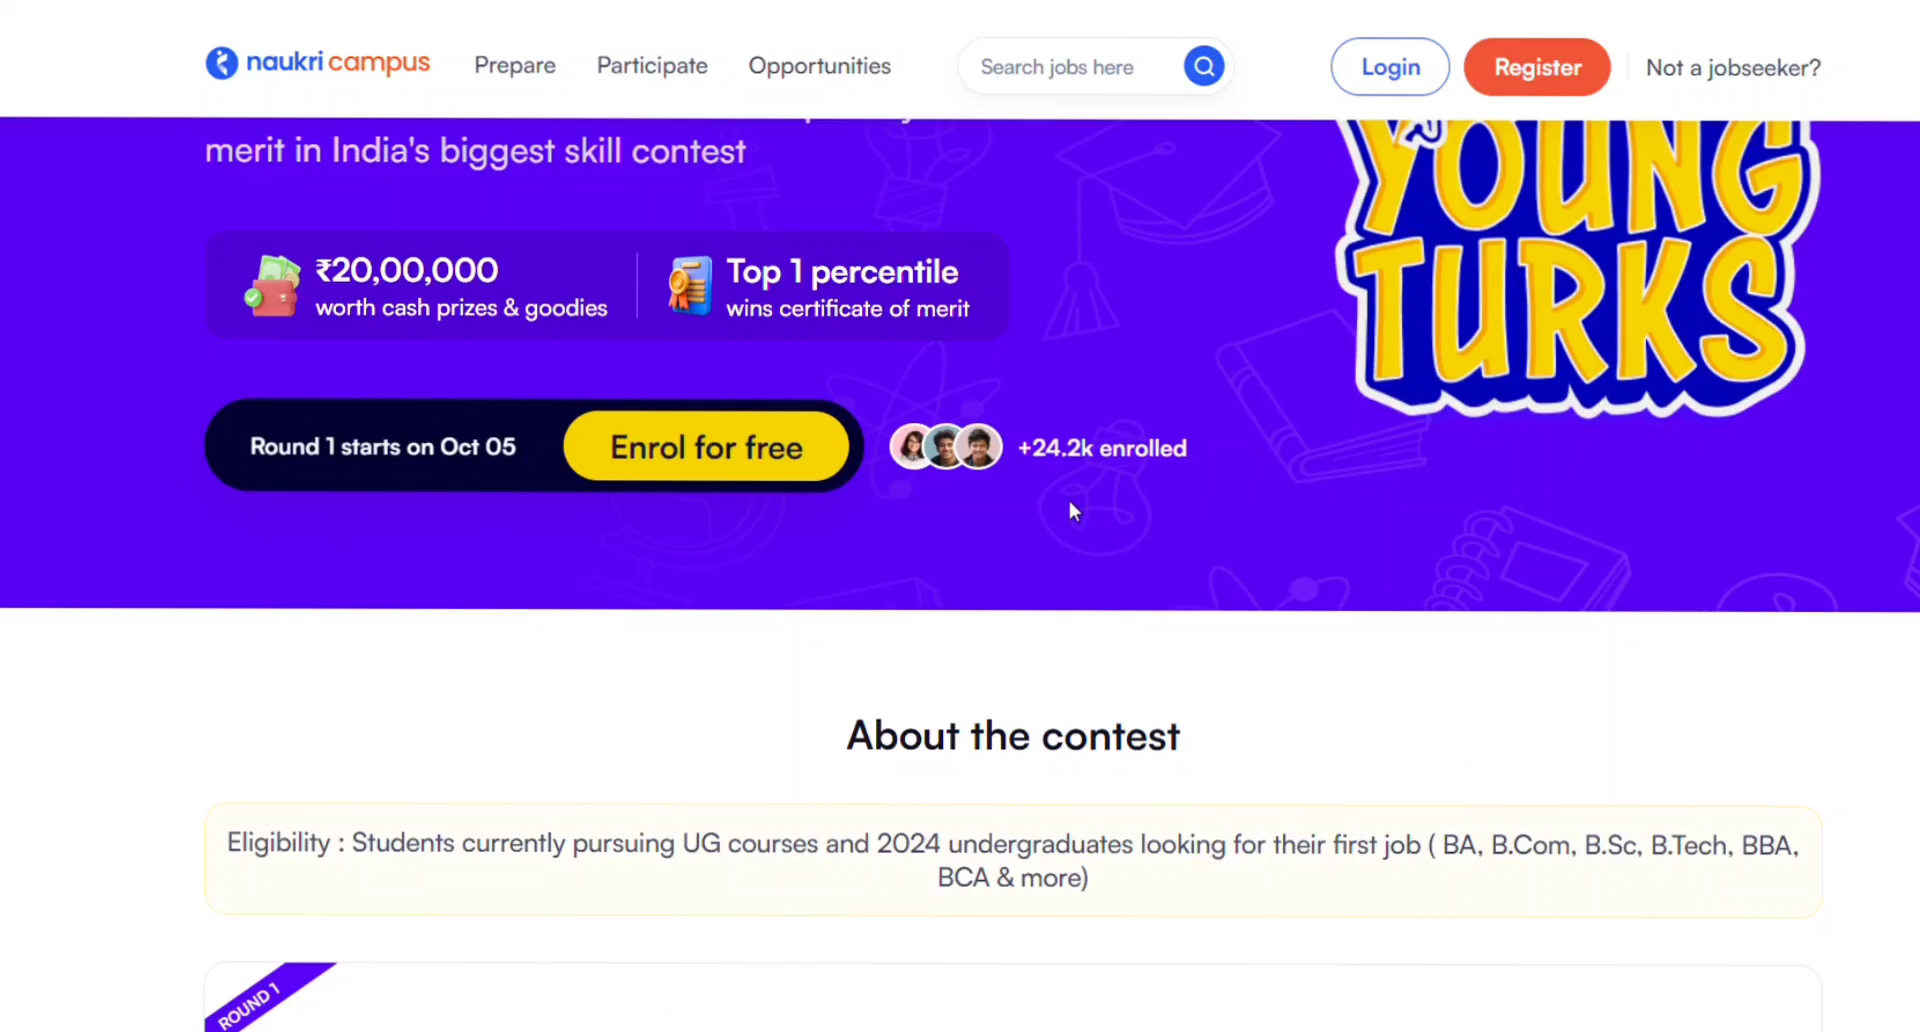 naukri campus
Prepare
Participate
Opportunities
Search jobs here
Login
Register
Not a jobseeker?
merit in India's biggest skill contest
YOUNG
TURKS
₹20,00,000
worth cash prizes & goodies
Top 1 percentile
wins certificate of merit
Round 1 starts on Oct 05
Enrol for free
+24.2k enrolled
About the contest
Eligibility : Students currently pursuing UG courses and 2024 undergraduates looking for their first job ( BA, B.Com, B.Sc, B.Tech, BBA,
BCA & more)
ROUND 1